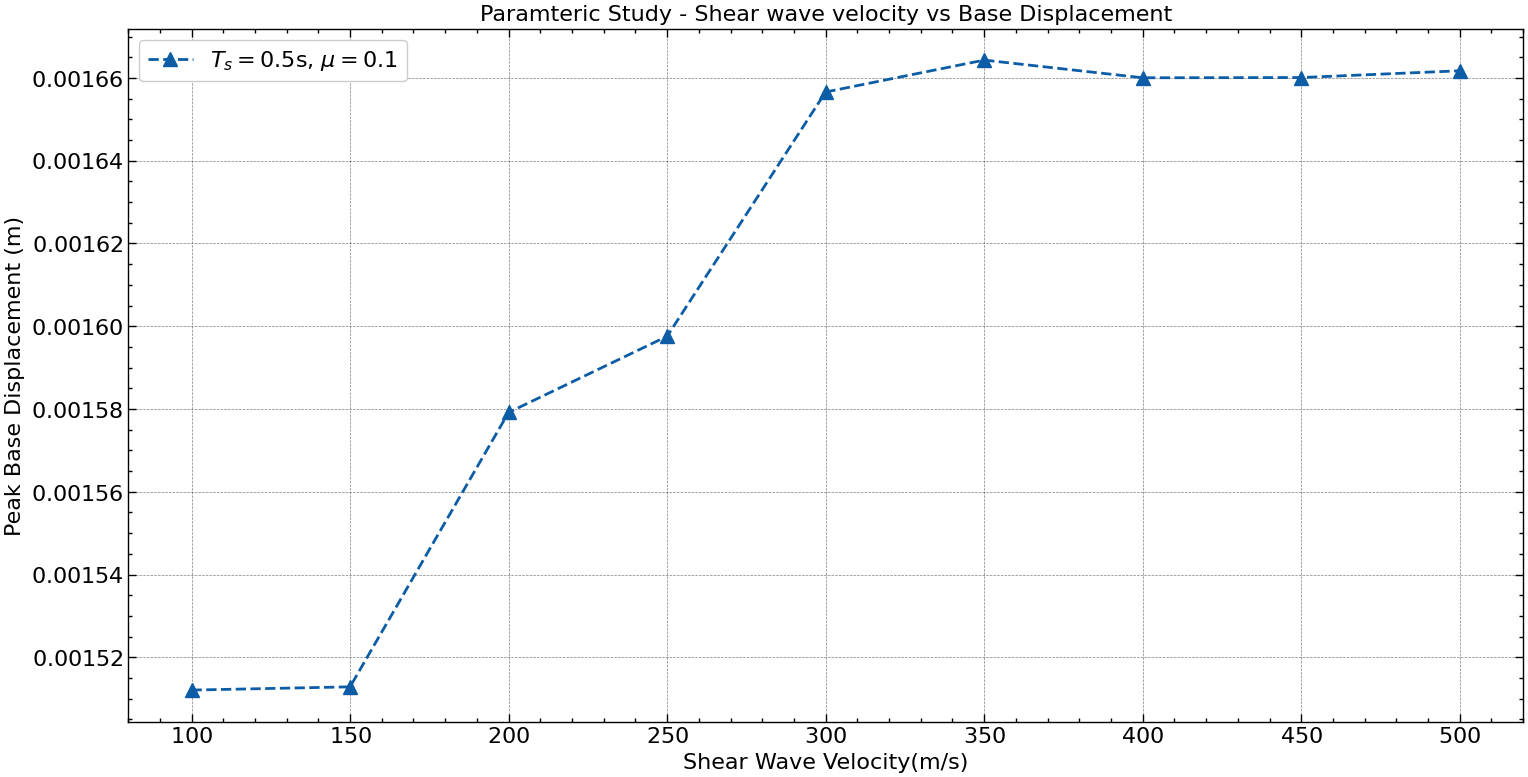 Paramteric Study - Shear wave velocity vs Base Displacement
T_s = 0.5s, μ = 0.1
Peak Base Displacement (m)
0.00166
0.00164
0.00162
0.00160
0.00158
0.00156
0.00154
0.00152
100 150 200 250 300 350 400 450 500
Shear Wave Velocity(m/s)